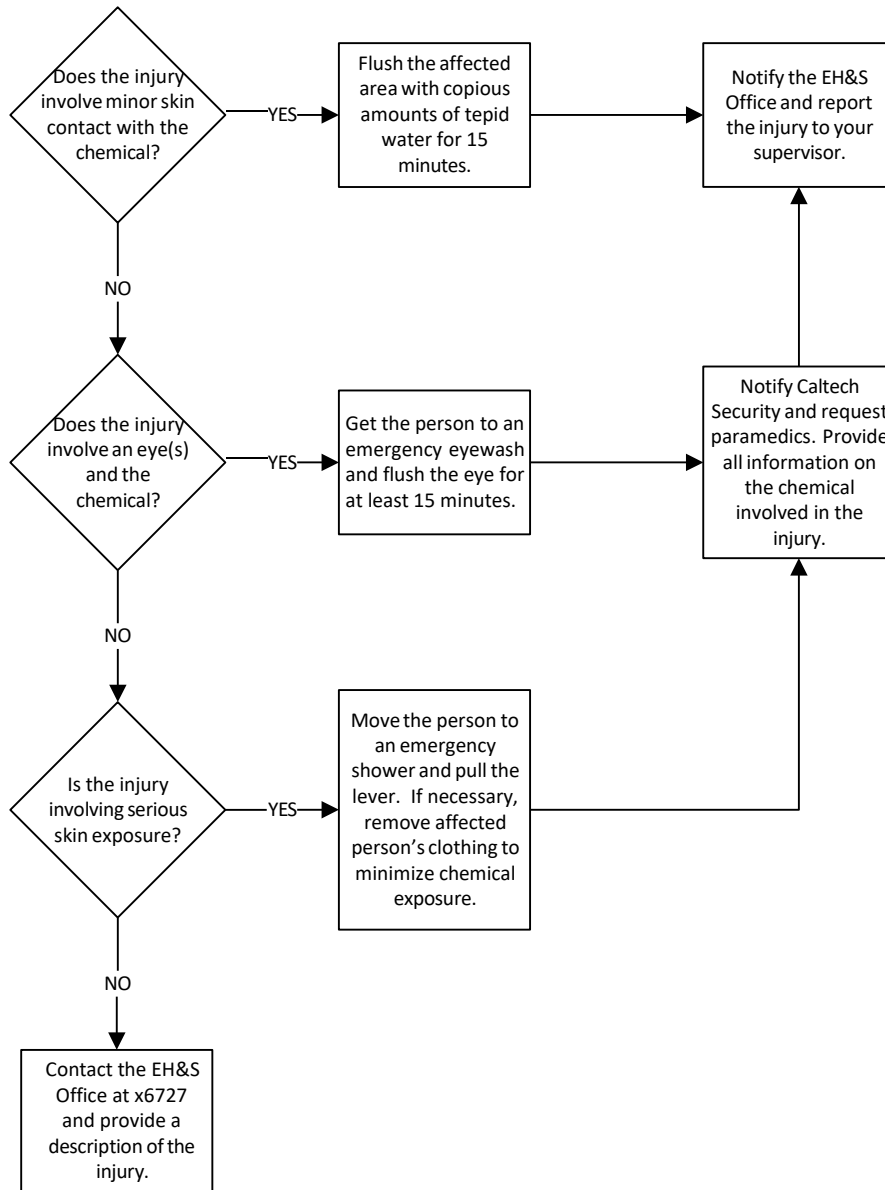 Does the injury
involve minor skin
contact with the
chemical?
YES
Flush the affected
area with copious
amounts of tepid
water for 15
minutes.
Notify the EH&S
Office and report
the injury to your
supervisor.
NO
Does the injury
involve an eye(s)
and the
chemical?
YES
Get the person to an
emergency eyewash
and flush the eye for
at least 15 minutes.
Notify Caltech
Security and request
paramedics. Provide
all information on
the chemical
involved in the
injury.
NO
Is the injury
involving serious
skin exposure?
YES
Move the person to
an emergency
shower and pull the
lever. If necessary,
remove affected
person’s clothing to
minimize chemical
exposure.
NO
Contact the EH&S
Office at x6727
and provide a
description of the
injury.